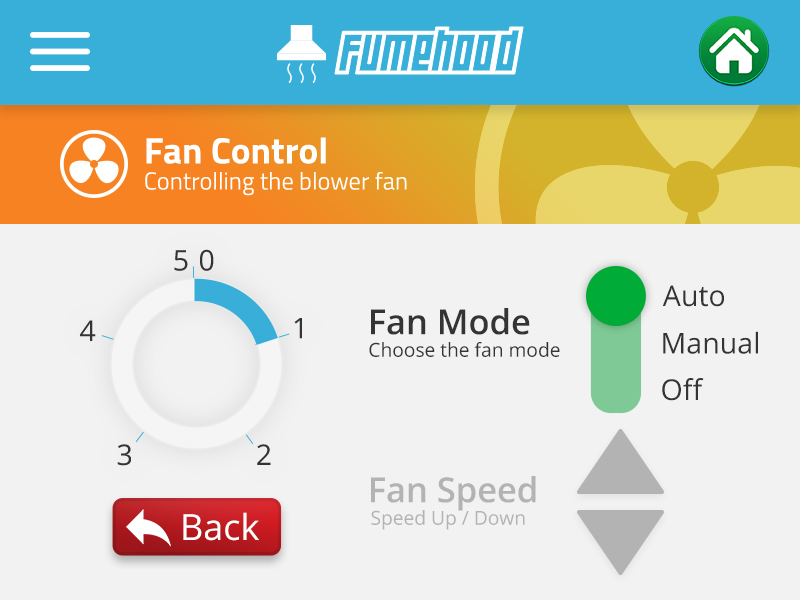 Fumehood
Fan Control
Controlling the blower fan
5 0
4
1
3
2
Back
Fan Mode
Choose the fan mode
Auto
Manual
Off
Fan Speed
Speed Up / Down